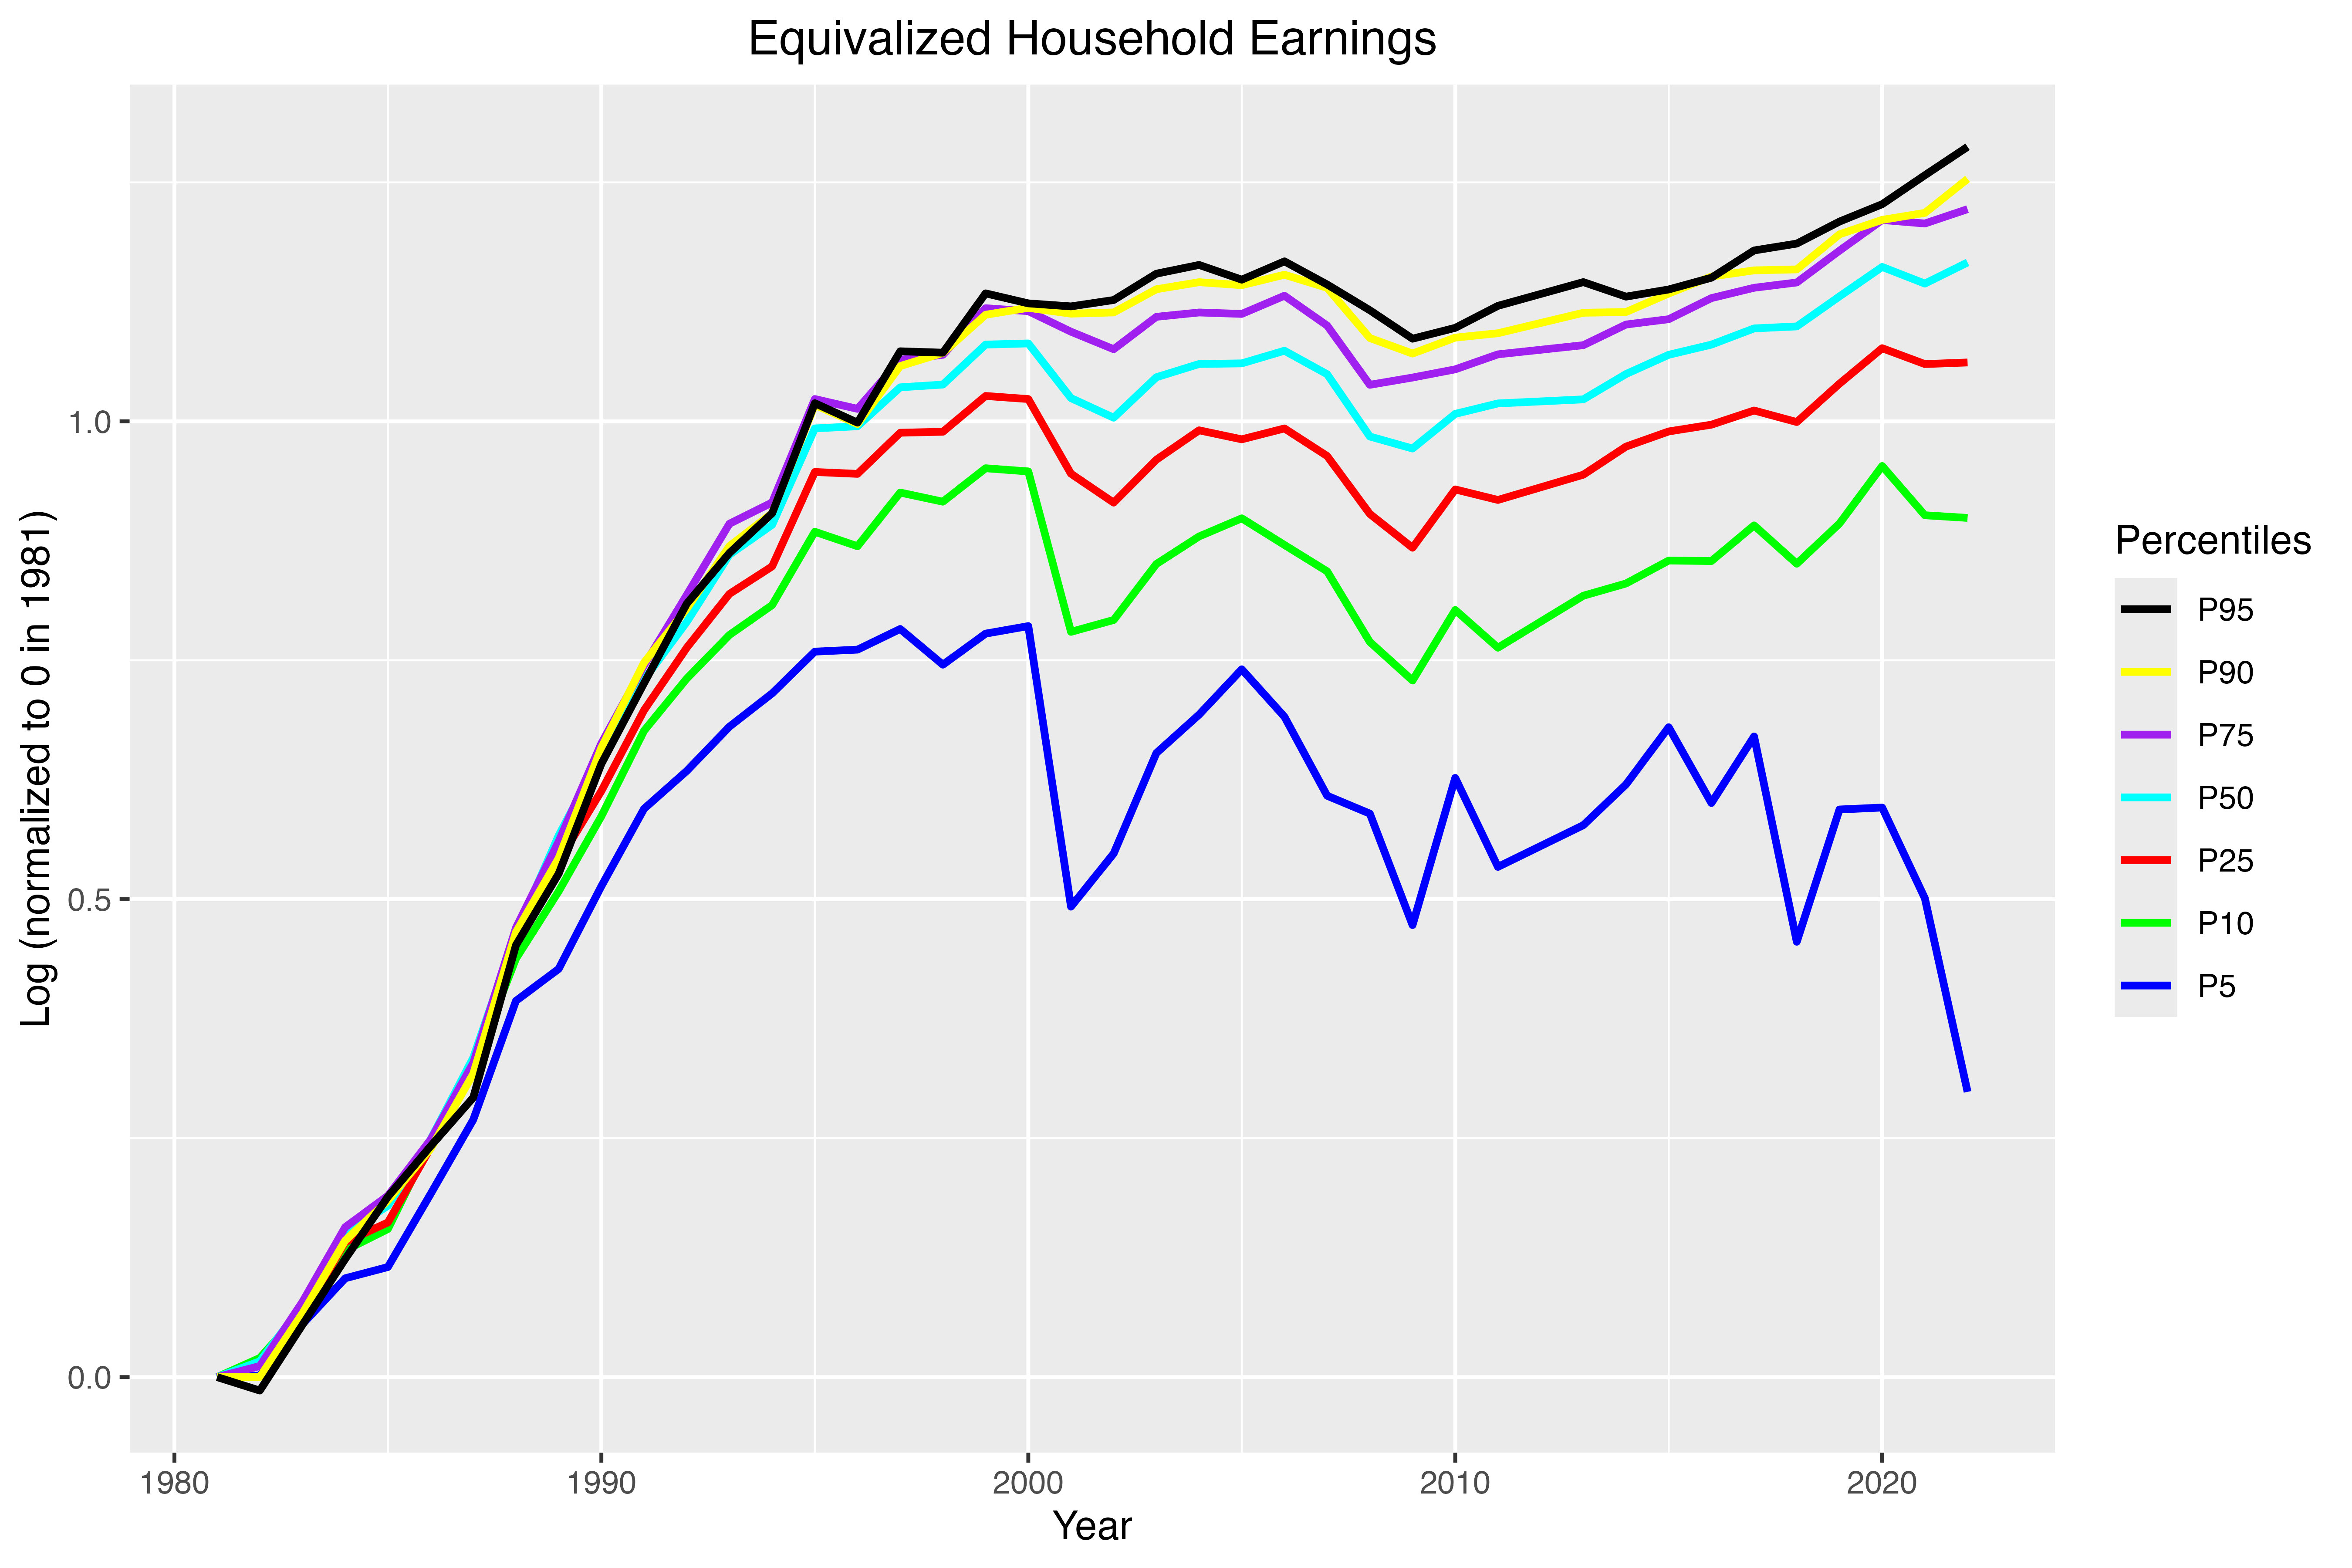 Equivalized Household Earnings
Log (normalized to 0 in 1981)
1.0
0.5
0.0
1980
1990
2000
2010
2020
Year
Percentiles
P95
P90
P75
P50
P25
P10
P5